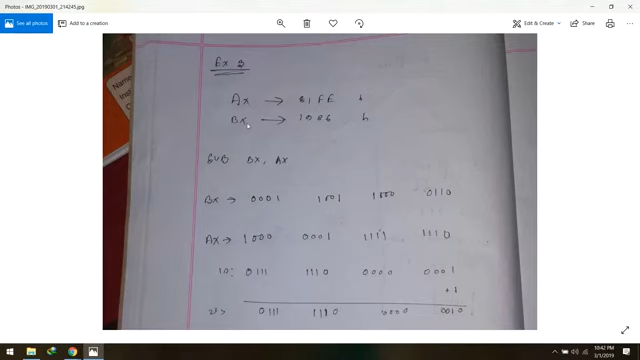 Photos - IMG_20190301_214245.jpg
See all photos
Add to a creation
Edit & Create
Share
Name
Ex 3
Ax → 81FE h
Bx → 1986 h
SUB BX, AX
Bx → 0001 1001 1000 0110
Ax → 1000 0001 1111 1110
1's: 0111 1110 0000 0001
+1
2's 0111 1110 0000 0010
10:42 PM
3/1/2019